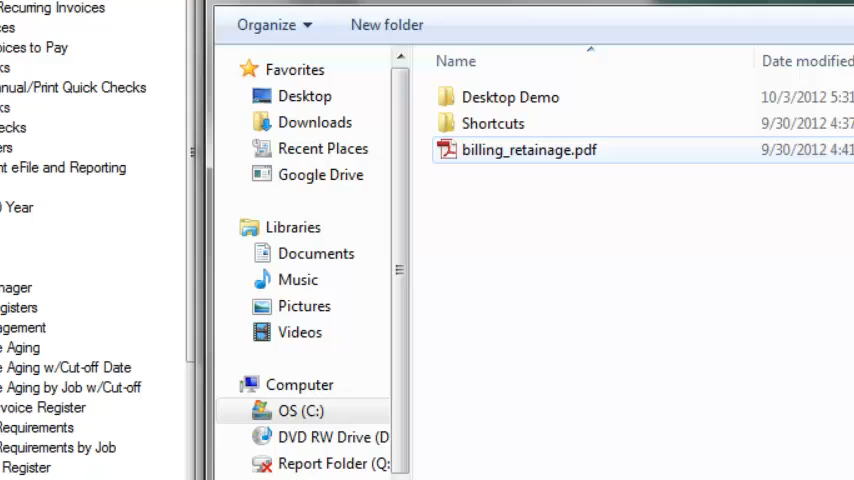 Recurring Invoices
oices to Pay
nual/Print Quick Checks
ecks
ers
nt eFile and Reporting
) Year
nager
gisters
agement
e Aging
e Aging w/Cut-off Date
e Aging by Job w/Cut-off
voice Register
Requirements
Requirements by Job
Register
Organize
New folder
Favorites
Desktop
Downloads
Recent Places
Google Drive
Libraries
Documents
Music
Pictures
Videos
Computer
OS (C:)
DVD RW Drive (D
Report Folder (Q:
Name
Date modified
Desktop Demo
10/3/2012 5:31
Shortcuts
9/30/2012 4:37
billing_retainage.pdf
9/30/2012 4:41